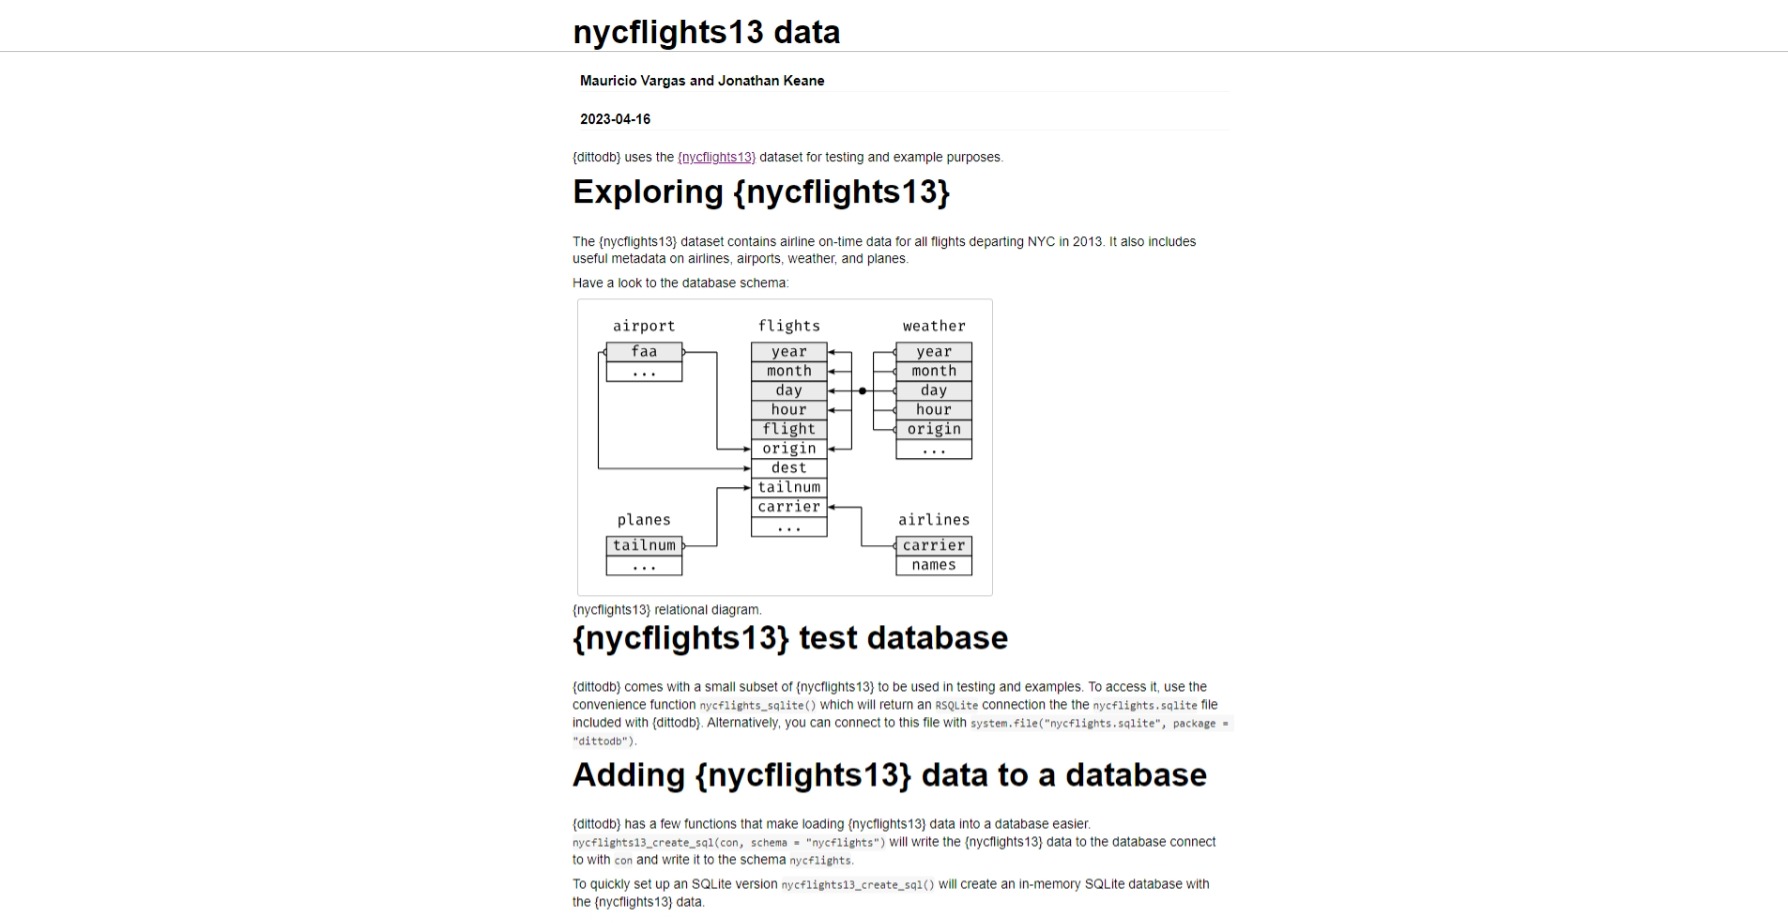 nycflights13 data
Mauricio Vargas and Jonathan Keane
2023-04-16
{dittodb} uses the {nycflights13} dataset for testing and example purposes.
Exploring {nycflights13}
The {nycflights13} dataset contains airline on-time data for all flights departing NYC in 2013. It also includes
useful metadata on airlines, airports, weather, and planes.
Have a look to the database schema:
airport
faa
...
flights
year
month
day
hour
flight
origin
dest
tailnum
carrier
...
weather
year
month
day
hour
origin
...
planes
tailnum
...
airlines
carrier
names
{nycflights13} relational diagram.
{nycflights13} test database
{dittodb} comes with a small subset of {nycflights13} to be used in testing and examples. To access it, use the
convenience function nycflights_sqlite() which will return an RSQLite connection the the nycflights.sqlite file
included with {dittodb}. Alternatively, you can connect to this file with system.file("nycflights.sqlite", package =
"dittodb").
Adding {nycflights13} data to a database
{dittodb} has a few functions that make loading {nycflights13} data into a database easier.
nycflights13_create_sql(con, schema = "nycflights") will write the {nycflights13} data to the database connect
to with con and write it to the schema nycflights.
To quickly set up an SQLite version nycflights13_create_sql() will create an in-memory SQLite database with
the {nycflights13} data.